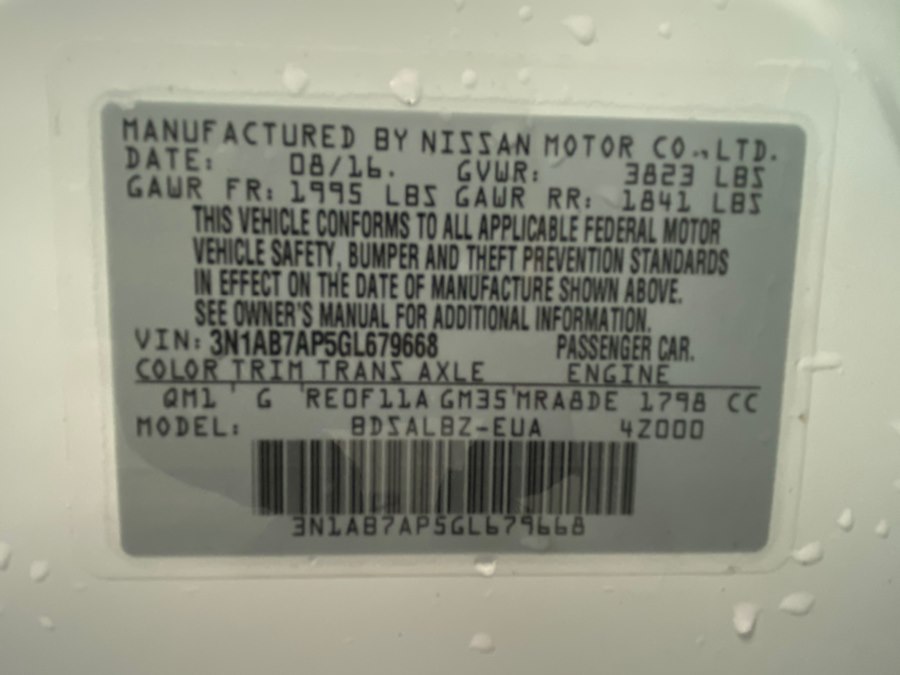 MANUFACTURED BY NISSAN MOTOR CO.,LTD.
DATE: 08/16. GVWR: 3823 LBS
GAWR FR: 1995 LBS GAWR RR: 1841 LBS
THIS VEHICLE CONFORMS TO ALL APPLICABLE FEDERAL MOTOR
VEHICLE SAFETY, BUMPER AND THEFT PREVENTION STANDARDS
IN EFFECT ON THE DATE OF MANUFACTURE SHOWN ABOVE.
SEE OWNER'S MANUAL FOR ADDITIONAL INFORMATION.
VIN: 3N1AB7AP5GL679668 PASSENGER CAR.
COLOR TRIM TRANS AXLE ENGINE
QM1 ' G 'RE0F11A GM35'MRA8DE 1798 CC
MODEL: BDSALBZ-EUA 4Z000
3N1AB7AP5GL679668